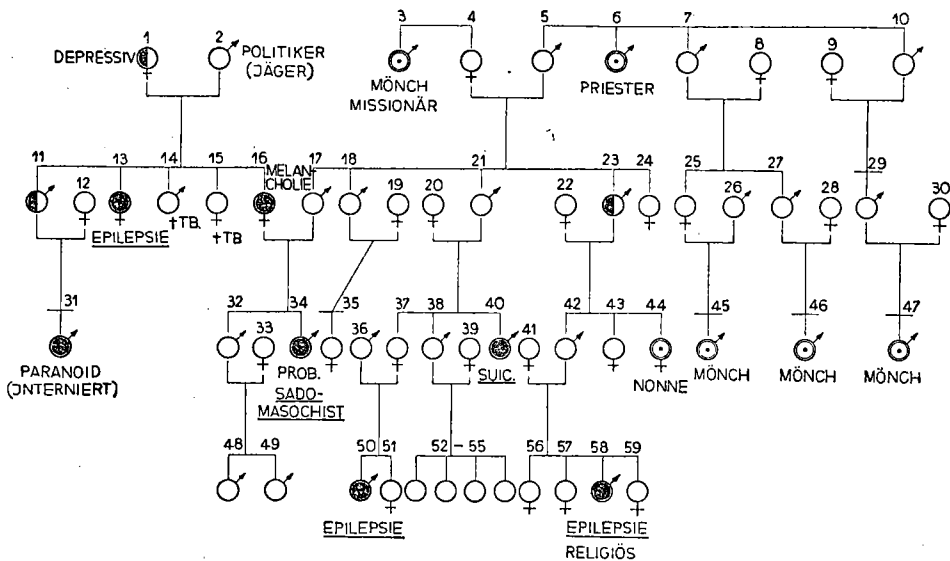 1 2 3 4 5 6 7 8 9 10
DEPRESSIV
POLITIKER
(JÄGER)
MÖNCH
MISSIONÄR
PRIESTER
11 12 13 14 15 16 17 18 19 20 21 22 23 24 25 26 27 28 29 30
MELAN-
CHOLIE
EPILEPSIE
†TB.
†TB
31 32 33 34 35 36 37 38 39 40 41 42 43 44 45 46 47
PARANOID
(INTERNIERT)
PROB.
SADO-
MASOCHIST
SUIC.
NONNE
MÖNCH
MÖNCH
MÖNCH
48 49 50 51 52 - 55 56 57 58 59
EPILEPSIE
EPILEPSIE
RELIGIÖS